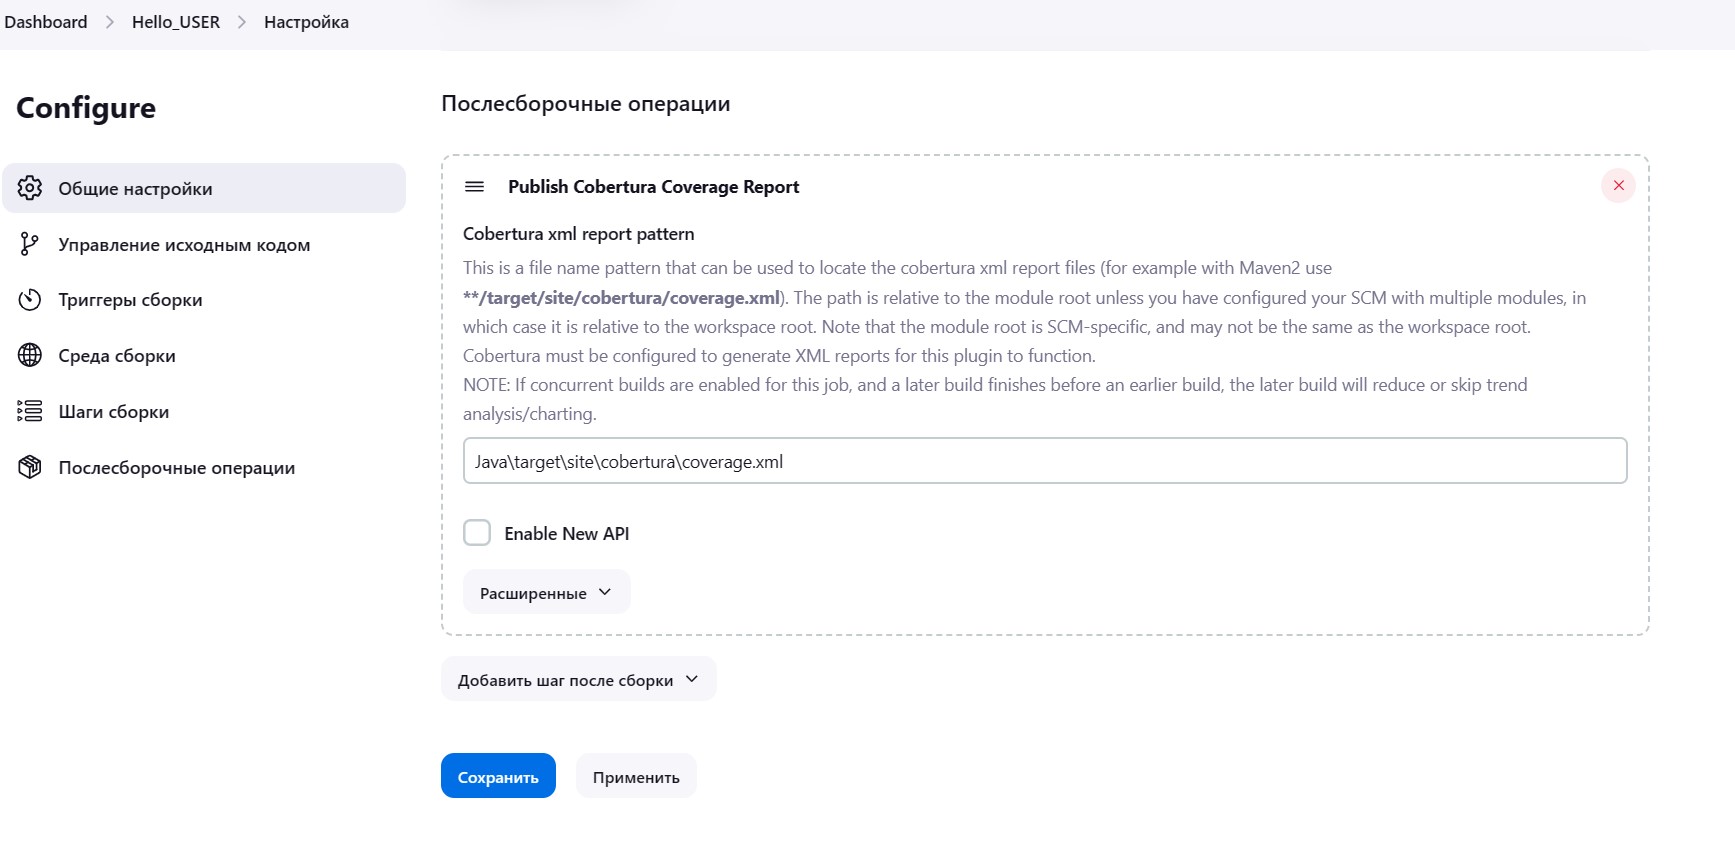 Dashboard > Hello_USER > Настройка
Configure
Общие настройки
Управление исходным кодом
Триггеры сборки
Среда сборки
Шаги сборки
Послесборочные операции
Послесборочные операции
Publish Cobertura Coverage Report
Cobertura xml report pattern
This is a file name pattern that can be used to locate the cobertura xml report files (for example with Maven2 use
**/target/site/cobertura/coverage.xml). The path is relative to the module root unless you have configured your SCM with multiple modules, in
which case it is relative to the workspace root. Note that the module root is SCM-specific, and may not be the same as the workspace root.
Cobertura must be configured to generate XML reports for this plugin to function.
NOTE: If concurrent builds are enabled for this job, and a later build finishes before an earlier build, the later build will reduce or skip trend
analysis/charting.
Java\target\site\cobertura\coverage.xml
Enable New API
Расширенные
Добавить шаг после сборки
Сохранить
Применить